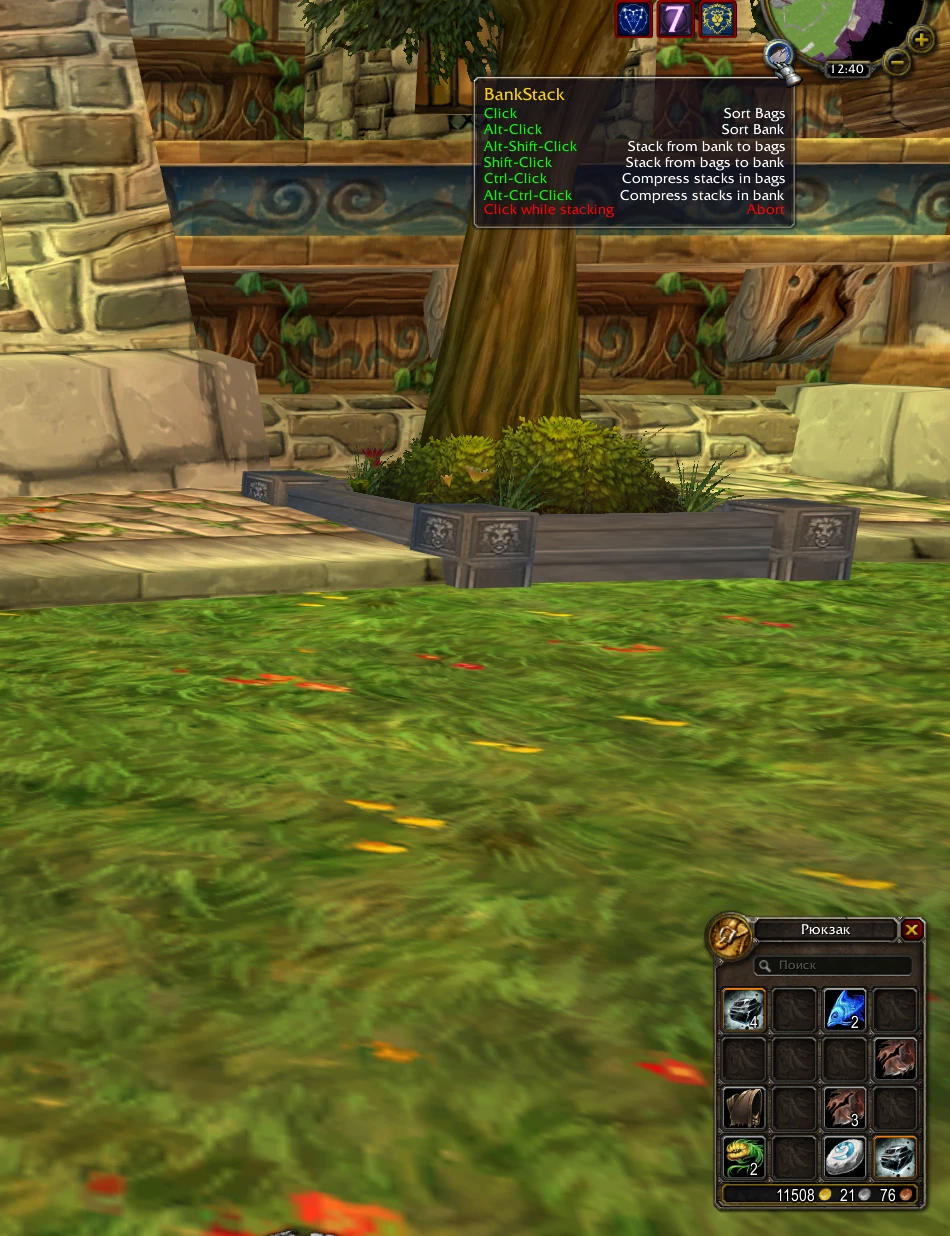 7
12:40
BankStack
Click Sort Bags
Alt-Click Sort Bank
Alt-Shift-Click Stack from bank to bags
Shift-Click Stack from bags to bank
Ctrl-Click Compress stacks in bags
Alt-Ctrl-Click Compress stacks in bank
Click while stacking Abort
Рюкзак
Поиск
4 2
3
2
11508 21 76